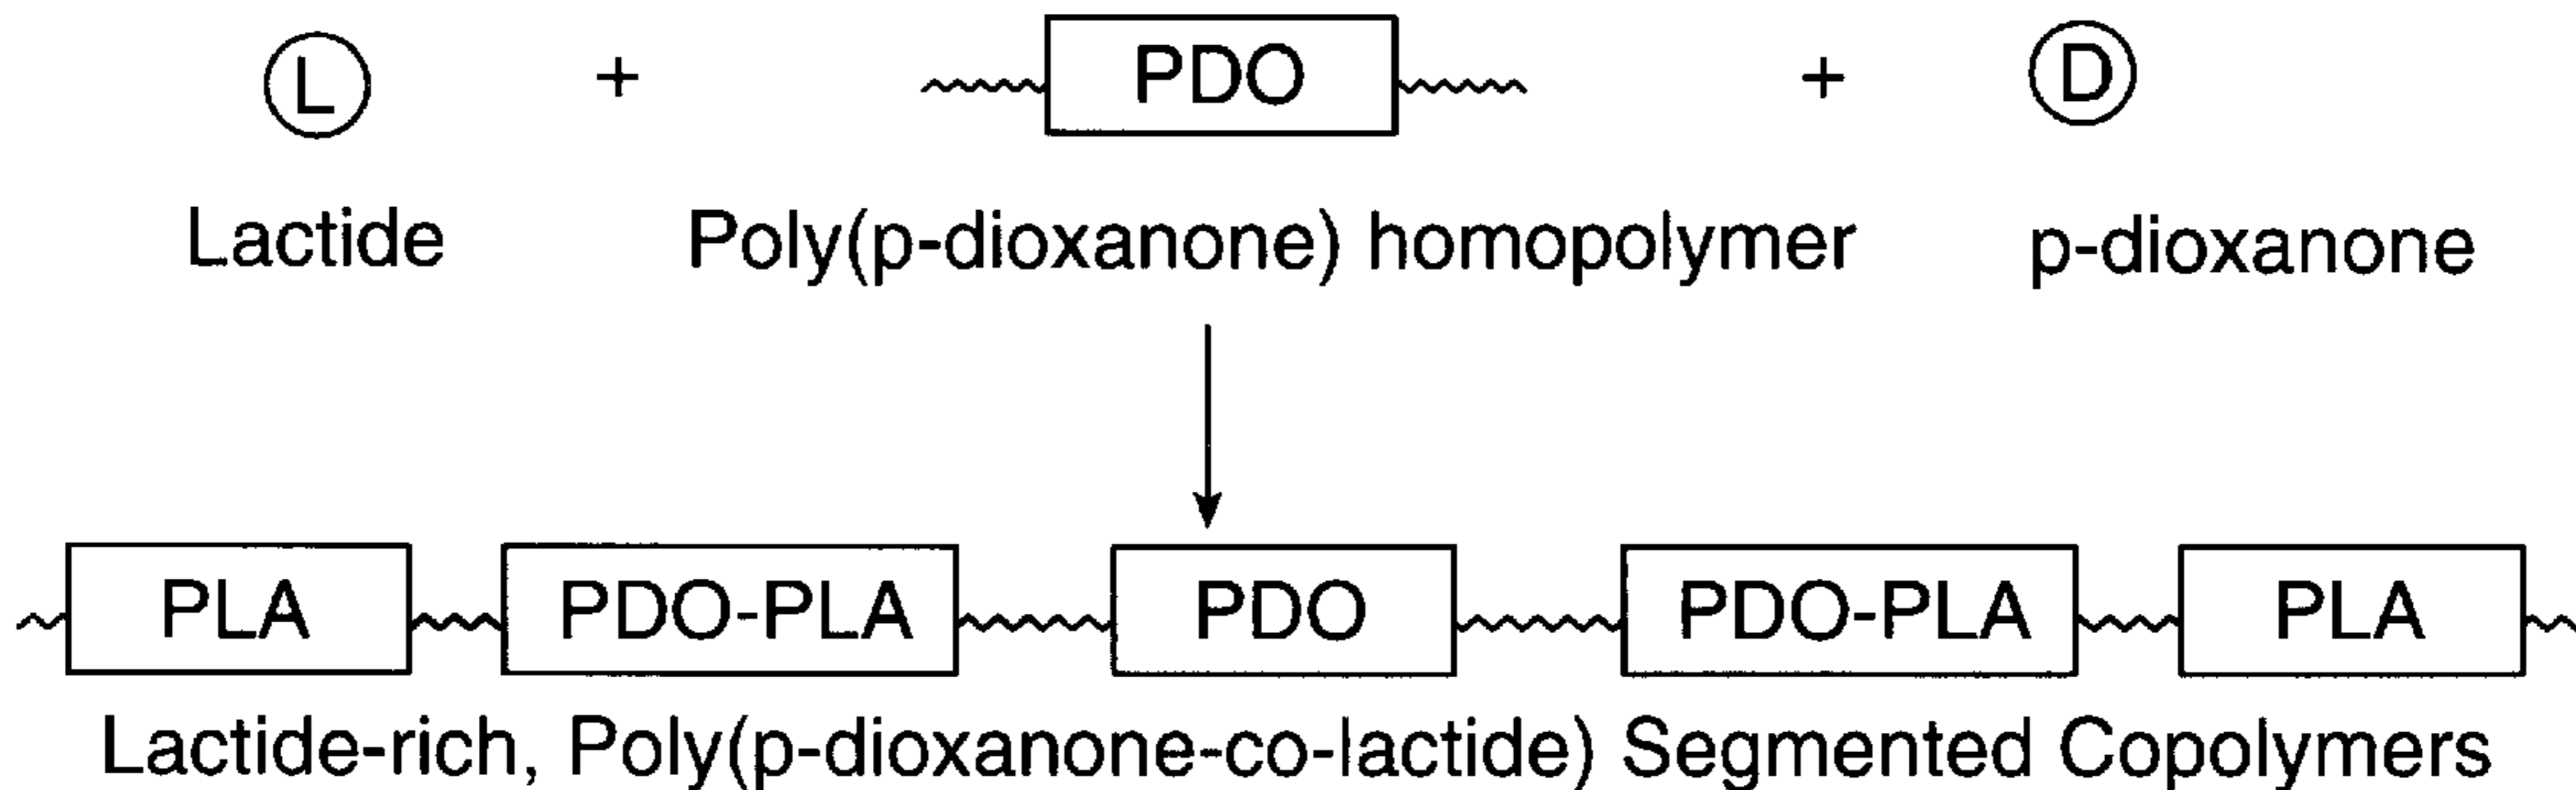 L + PDO + D
Lactide Poly(p-dioxanone) homopolymer p-dioxanone
PLA PDO-PLA PDO PDO-PLA PLA
Lactide-rich, Poly(p-dioxanone-co-lactide) Segmented Copolymers